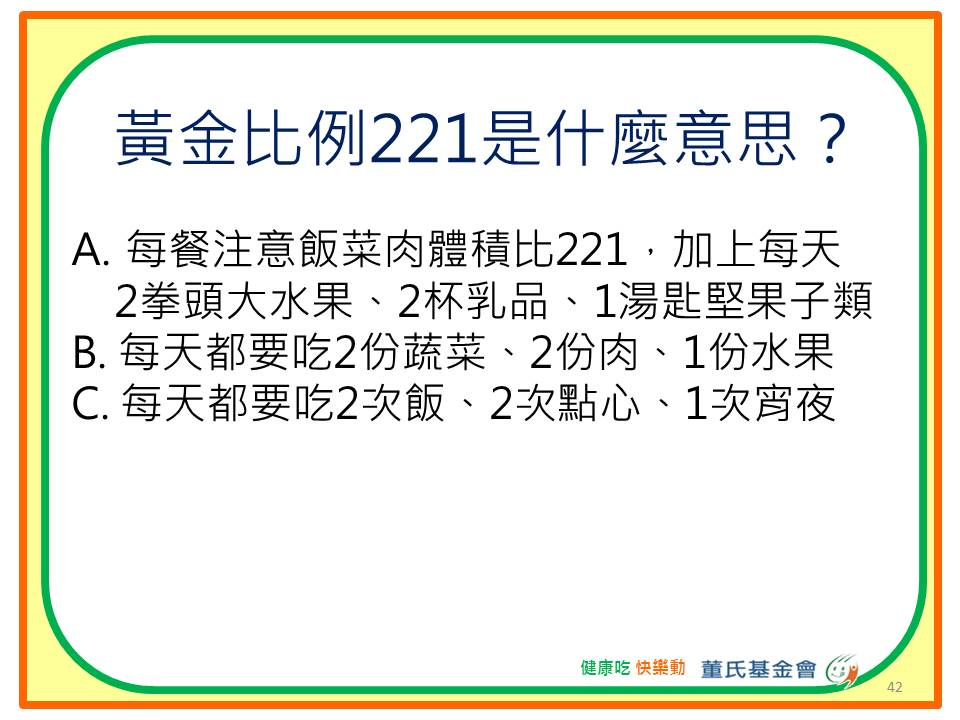 黃金比例221是什麼意思？
A. 每餐注意飯菜肉體積比221，加上每天
2拳頭大水果、2杯乳品、1湯匙堅果子類
B. 每天都要吃2份蔬菜、2份肉、1份水果
C. 每天都要吃2次飯、2次點心、1次宵夜
健康吃 快樂動 董氏基金會
42